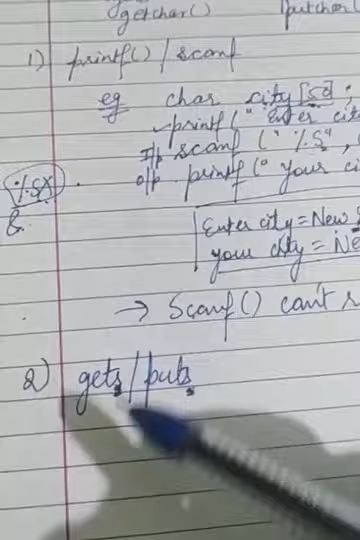 getchar() putchar(
1) printf() / scanf
eg char city[50];
printf(" Enter cit
I/p scanf (" %s",
o/p printf(" your ci
%s
&
Enter city = New
your city = Ne
→ Scanf() can't
2) gets / puts